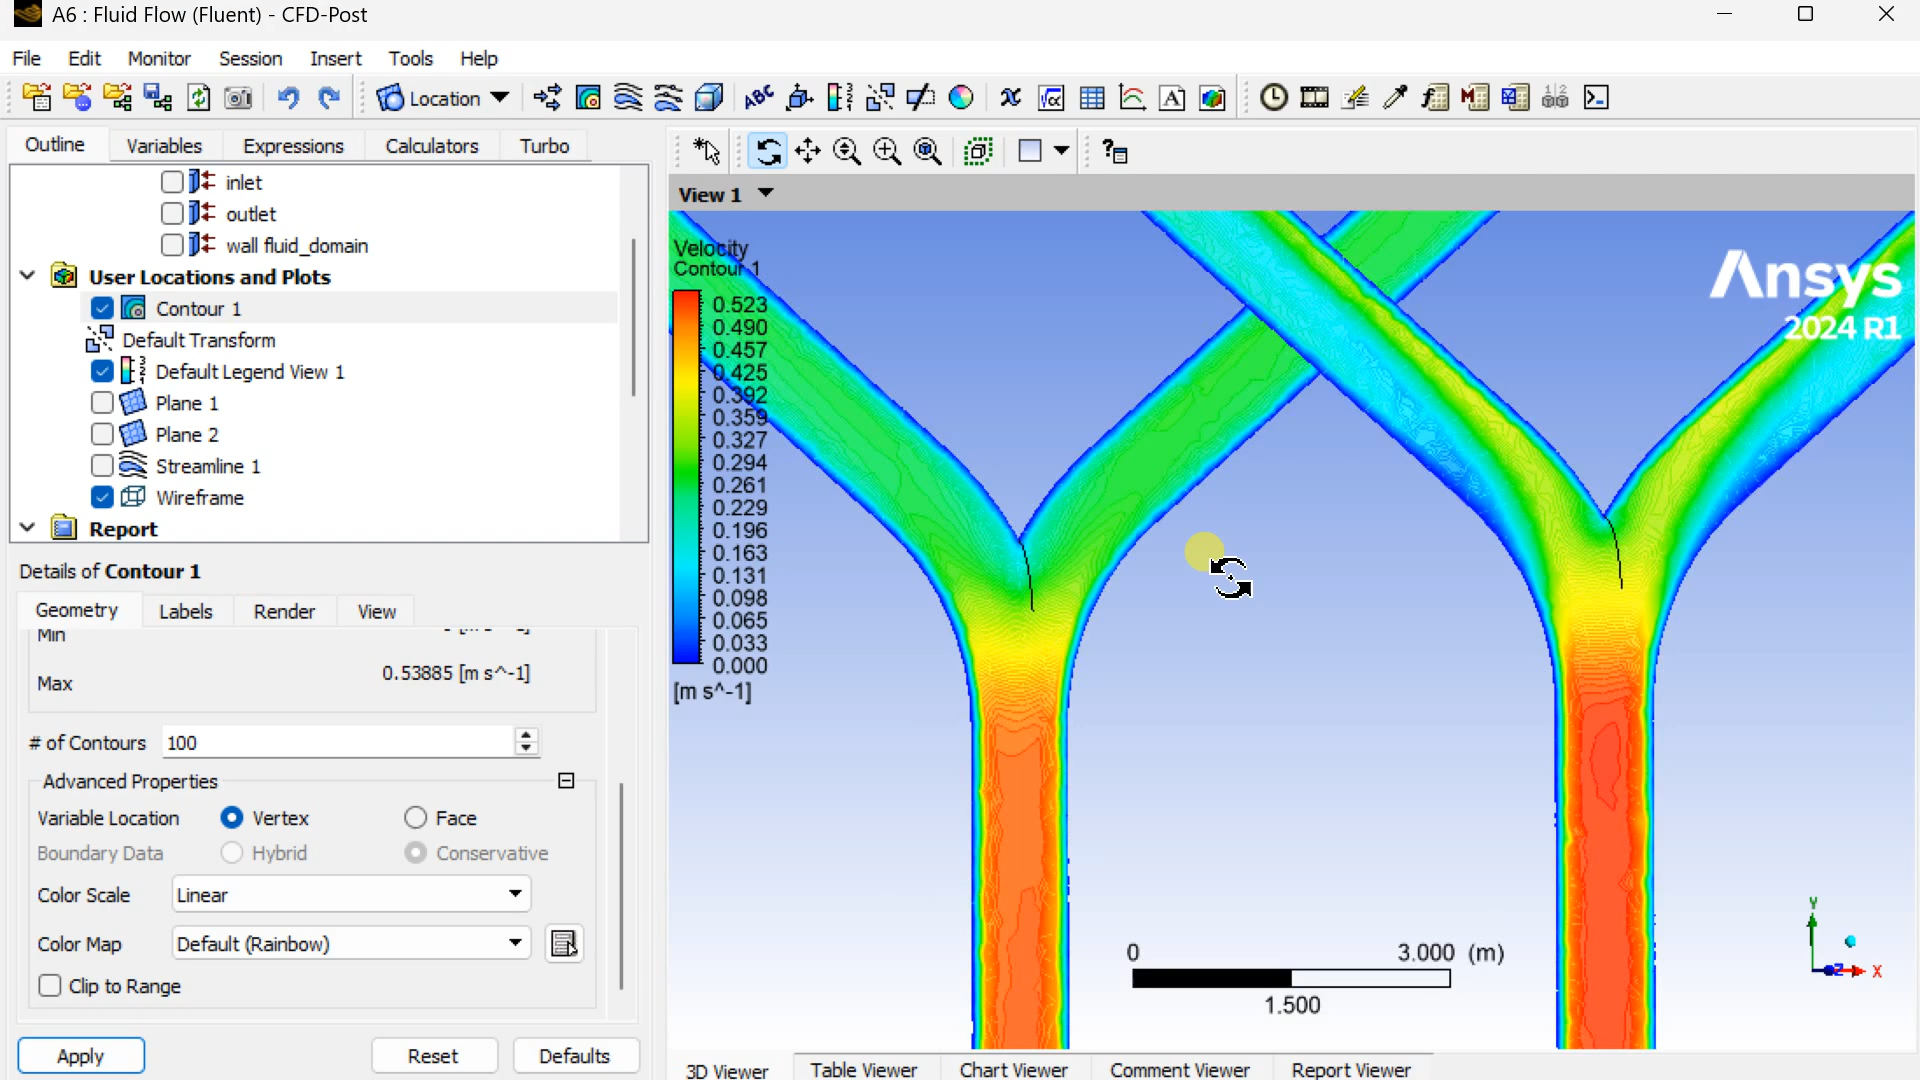 A6 : Fluid Flow (Fluent) - CFD-Post
File Edit Monitor Session Insert Tools Help
Location
Outline Variables Expressions Calculators Turbo
inlet
outlet
wall fluid_domain
User Locations and Plots
Contour 1
Default Transform
Default Legend View 1
Plane 1
Plane 2
Streamline 1
Wireframe
Report
Details of Contour 1
Geometry Labels Render View
Min
Max 0.53885 [m s^-1]
# of Contours 100
Advanced Properties
Variable Location Vertex Face
Boundary Data Hybrid Conservative
Color Scale Linear
Color Map Default (Rainbow)
Clip to Range
Apply Reset Defaults
View 1
Velocity
Contour 1
0.523
0.490
0.457
0.425
0.392
0.359
0.327
0.294
0.261
0.229
0.196
0.163
0.131
0.098
0.065
0.033
0.000
[m s^-1]
Ansys
2024 R1
0 3.000 (m)
1.500
Y
Z X
3D Viewer Table Viewer Chart Viewer Comment Viewer Report Viewer